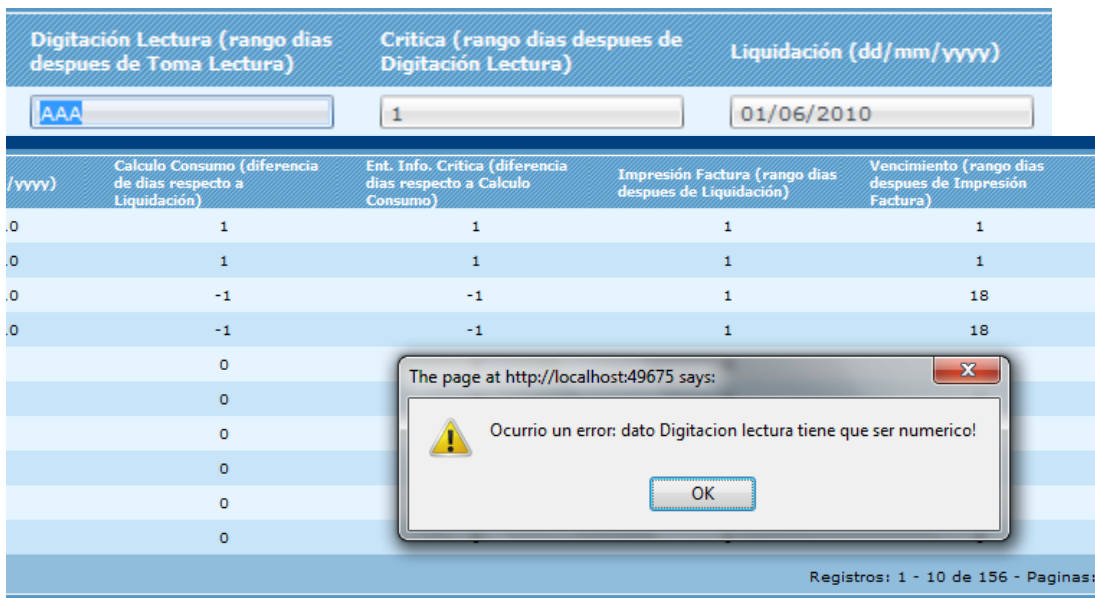 Digitación Lectura (rango dias
despues de Toma Lectura)
Critica (rango dias despues de
Digitación Lectura)
Liquidación (dd/mm/yyyy)
AAA
1
01/06/2010
/yyyy)
Calculo Consumo (diferencia
de dias respecto a
Liquidación)
Ent. Info. Critica (diferencia
dias respecto a Calculo
Consumo)
Impresión Factura (rango dias
despues de Liquidación)
Vencimiento (rango dias
despues de Impresión
Factura)
.0 1 1 1 1
.0 1 1 1 1
.0 -1 -1 1 18
.0 -1 -1 1 18
0
0
0
0
0
0
The page at http://localhost:49675 says:
Ocurrio un error: dato Digitacion lectura tiene que ser numerico!
OK
Registros: 1 - 10 de 156 - Paginas: